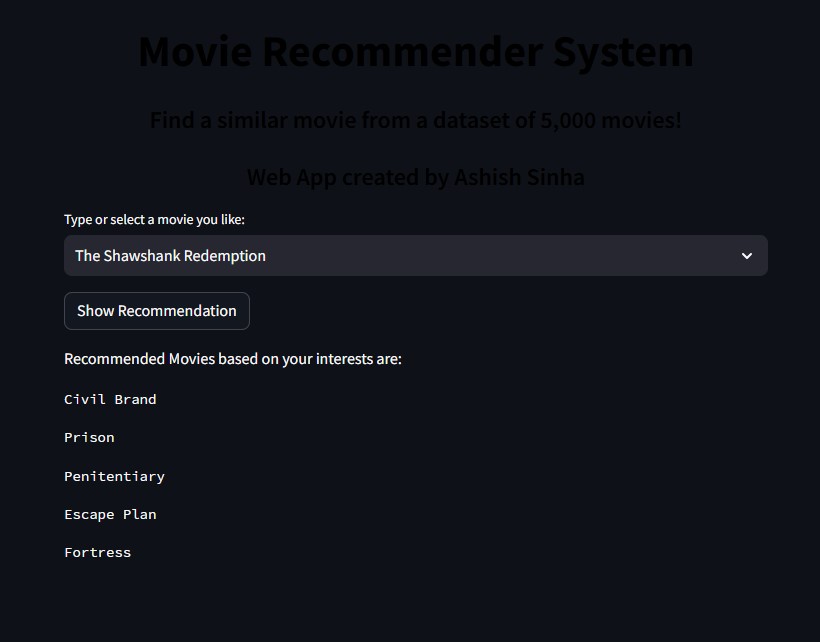 Movie Recommender System
Find a similar movie from a dataset of 5,000 movies!
Web App created by Ashish Sinha
Type or select a movie you like:
The Shawshank Redemption
Show Recommendation
Recommended Movies based on your interests are:
Civil Brand
Prison
Penitentiary
Escape Plan
Fortress